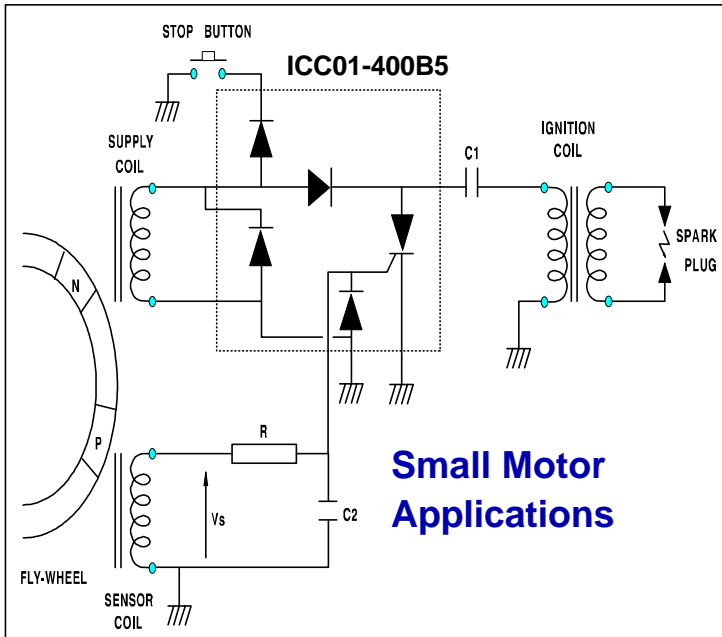 STOP BUTTON
ICC01-400B5
SUPPLY
COIL
C1
IGNITION
COIL
SPARK
PLUG
N
P
R
Vs
C2
Small Motor
Applications
FLY-WHEEL
SENSOR
COIL